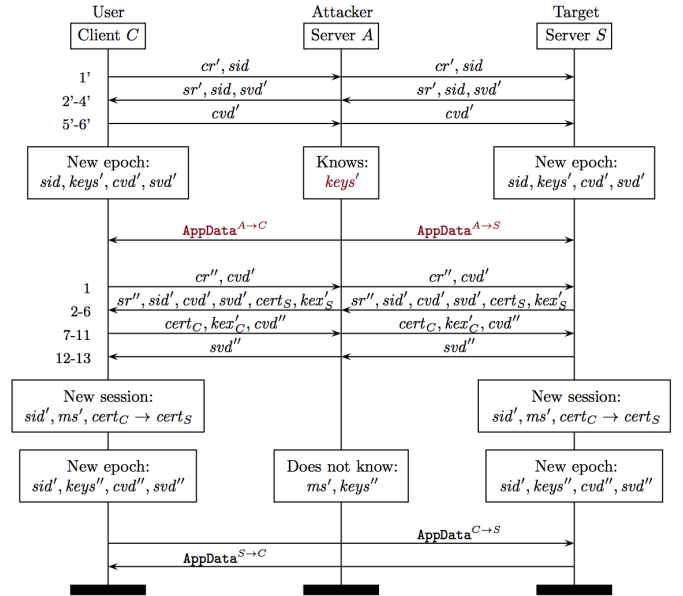 User Attacker Target
Client C Server A Server S
1' cr′, sid cr′, sid
2'-4' sr′, sid, svd′ sr′, sid, svd′
5'-6' cvd′ cvd′
New epoch: Knows: New epoch:
sid, keys′, cvd′, svd′ keys′ sid, keys′, cvd′, svd′
AppData^{A→C} AppData^{A→S}
1 cr″, cvd′ cr″, cvd′
2-6 sr″, sid′, cvd′, svd′, cert_S, kex′_S sr″, sid′, cvd′, svd′, cert_S, kex′_S
7-11 cert_C, kex′_C, cvd″ cert_C, kex′_C, cvd″
12-13 svd″ svd″
New session: New session:
sid′, ms′, cert_C → cert_S sid′, ms′, cert_C → cert_S
New epoch: Does not know: New epoch:
sid′, keys″, cvd″, svd″ ms′, keys″ sid′, keys″, cvd″, svd″
AppData^{C→S}
AppData^{S→C}